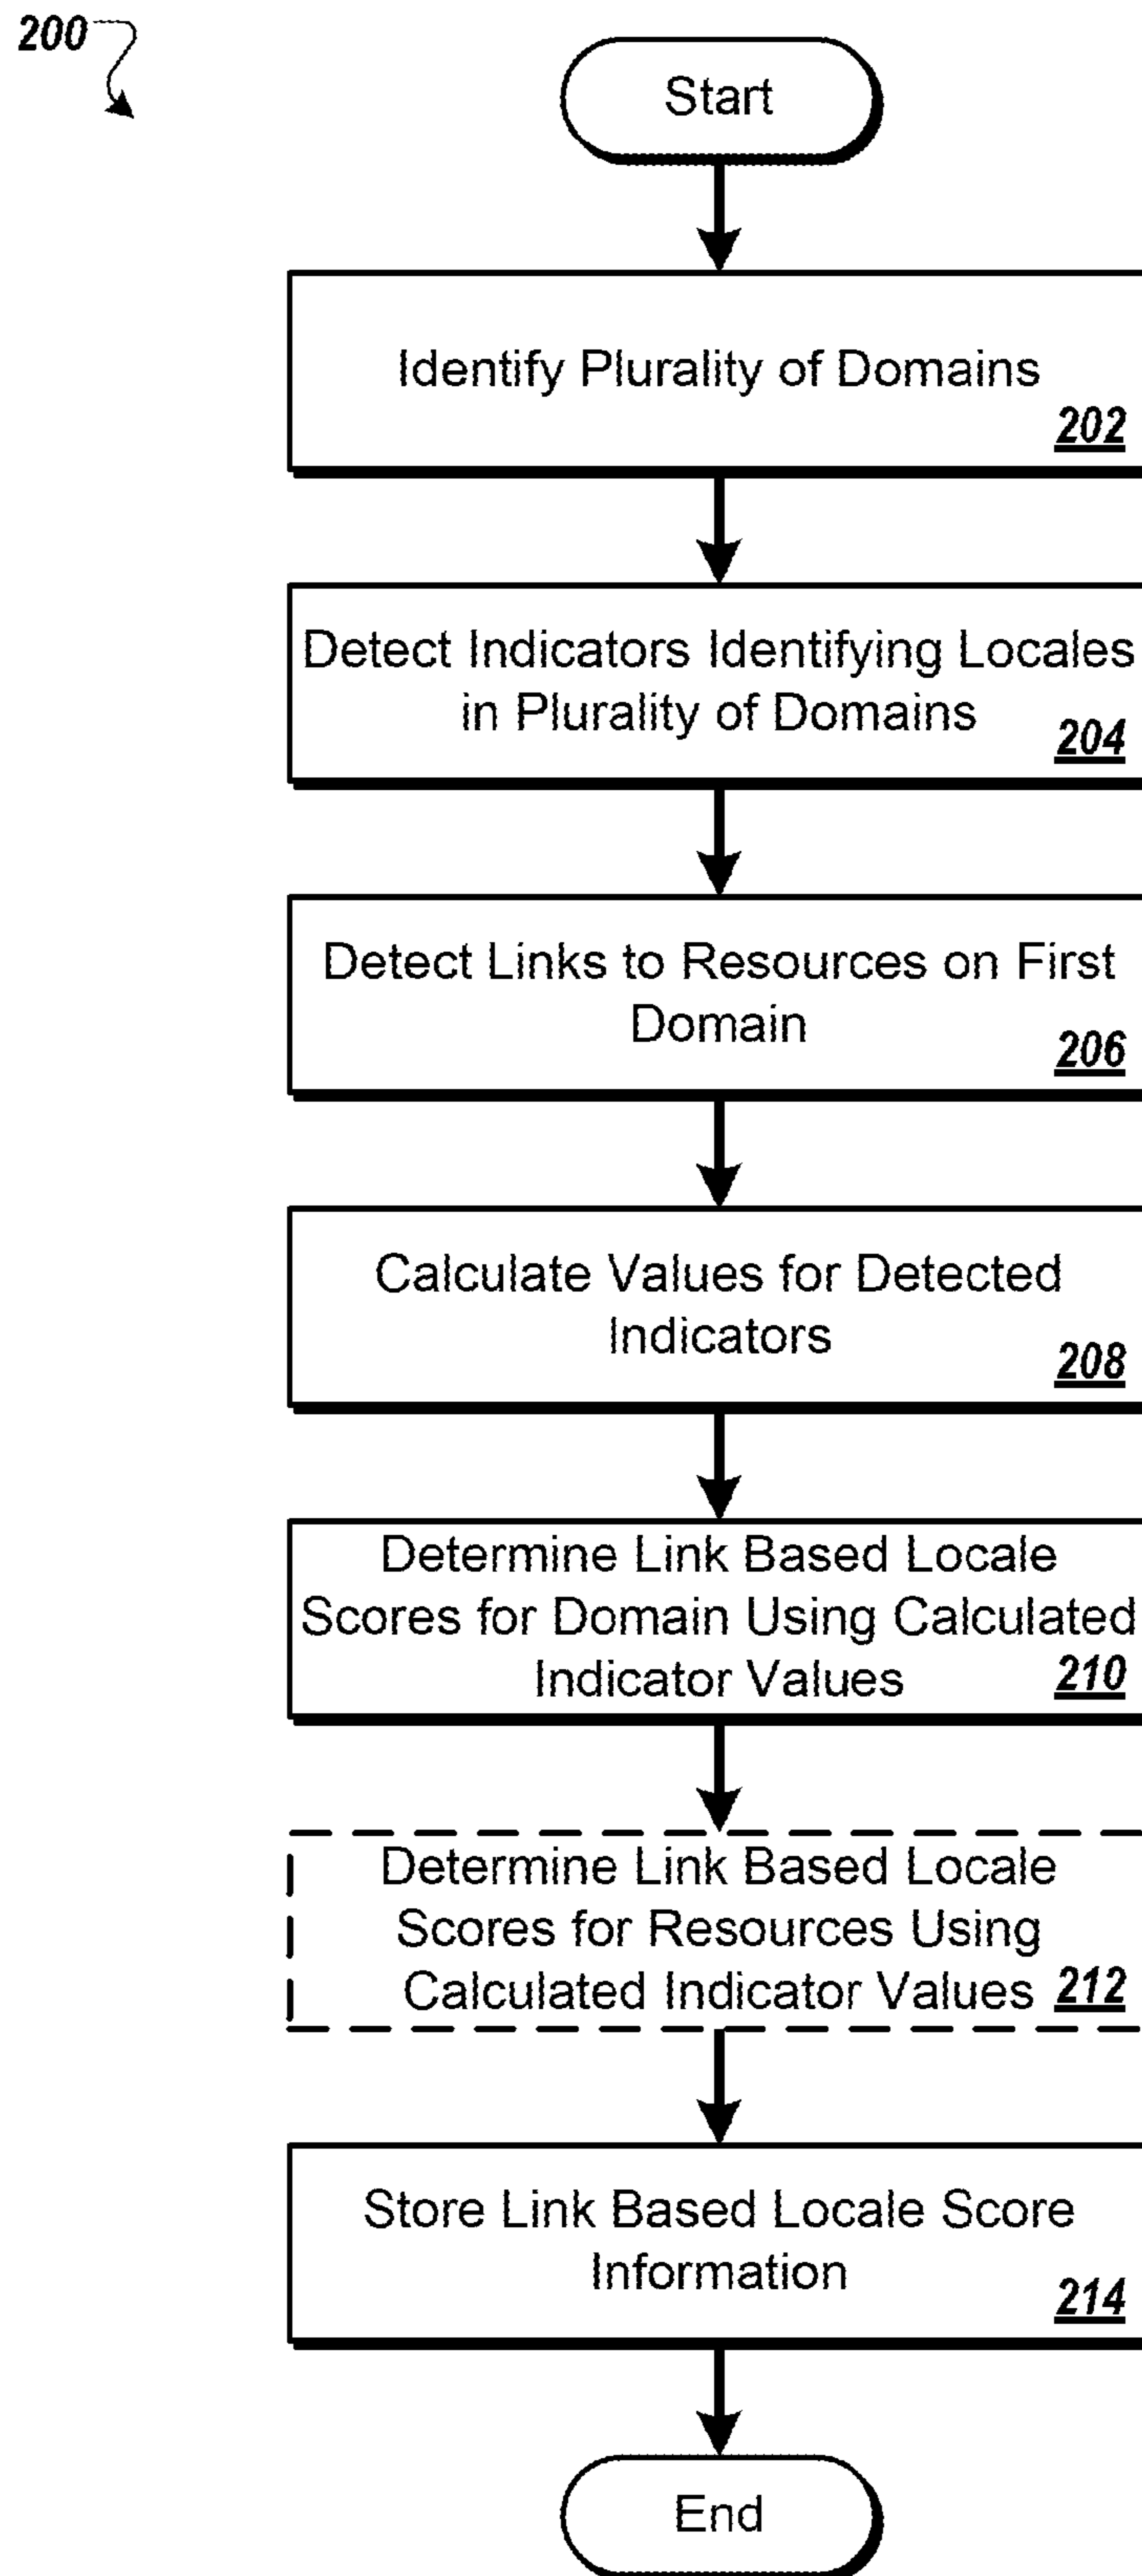 200
Start
Identify Plurality of Domains
202
Detect Indicators Identifying Locales
in Plurality of Domains
204
Detect Links to Resources on First
Domain
206
Calculate Values for Detected
Indicators
208
Determine Link Based Locale
Scores for Domain Using Calculated
Indicator Values
210
Determine Link Based Locale
Scores for Resources Using
Calculated Indicator Values
212
Store Link Based Locale Score
Information
214
End